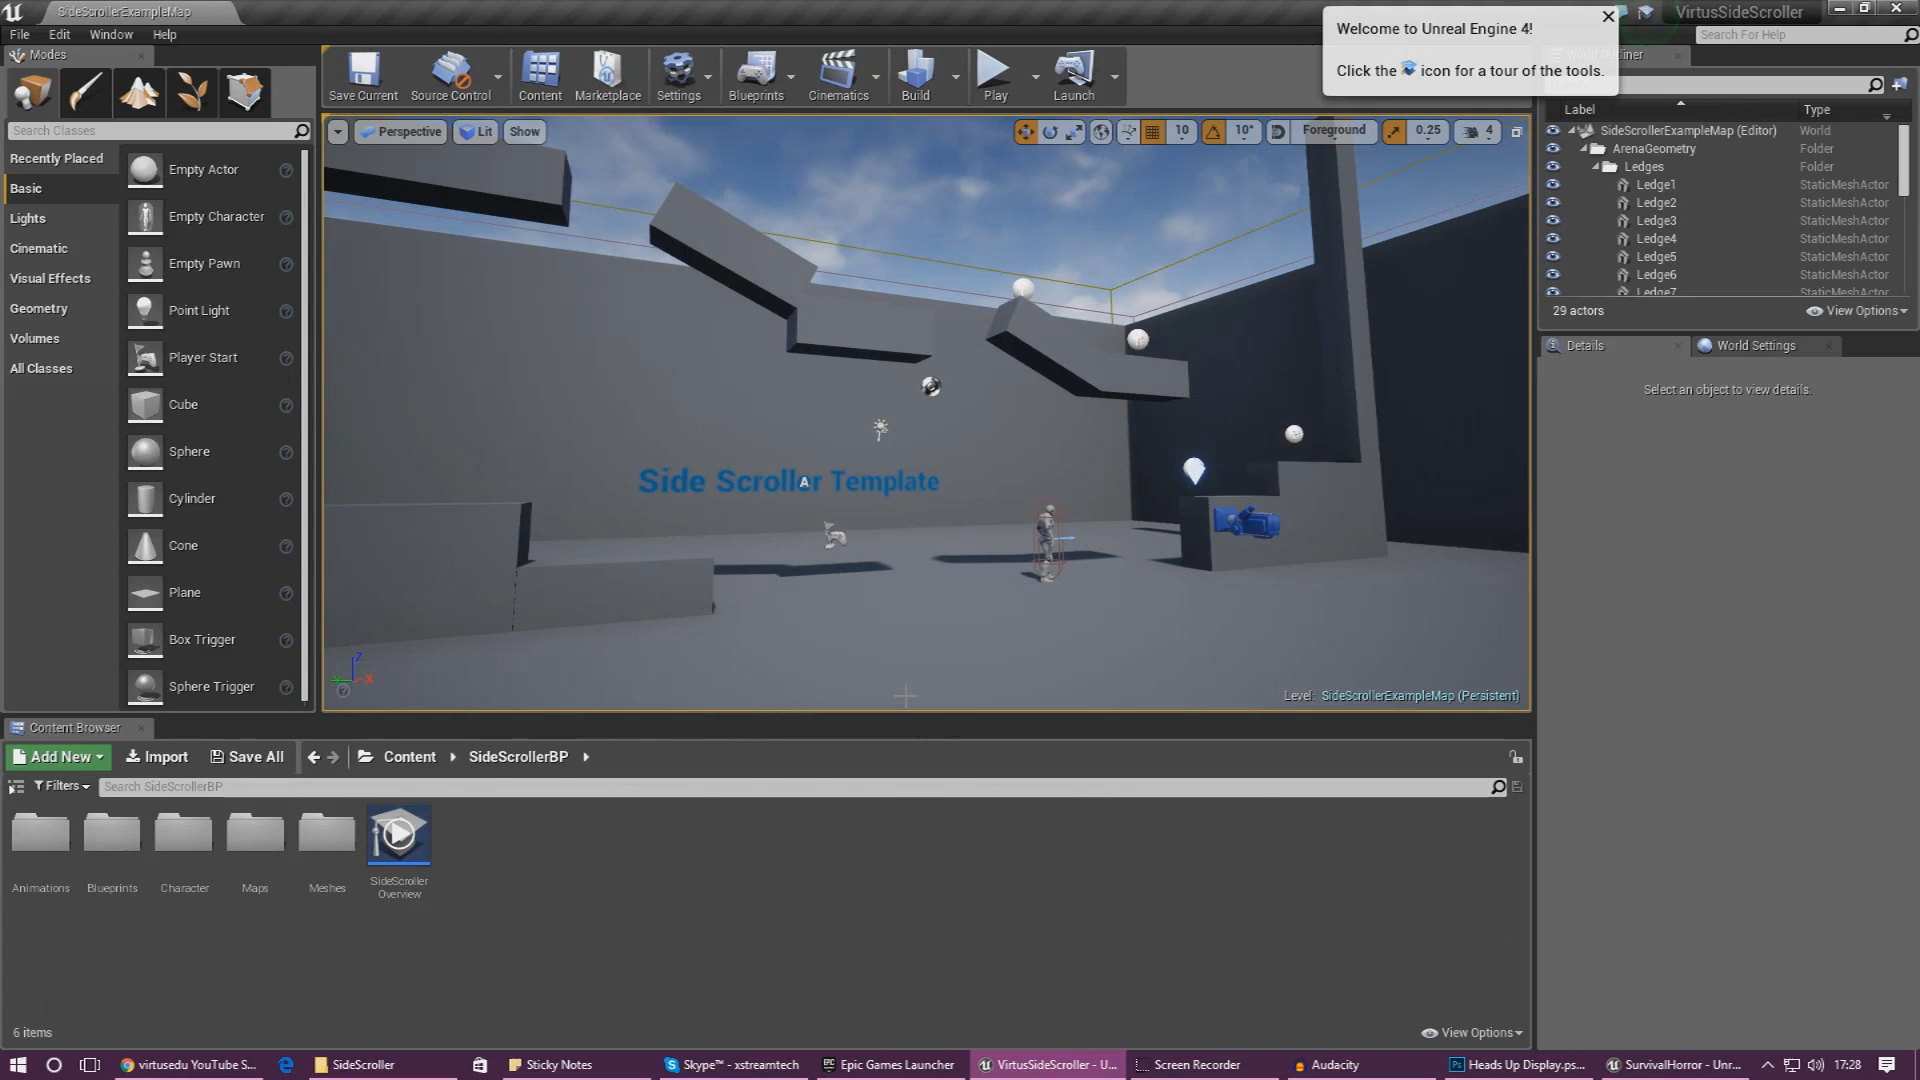 SideScrollerExampleMap
VirtusSideScroller
File Edit Window Help
Search For Help
Welcome to Unreal Engine 4!
Click the icon for a tour of the tools.
Modes
World Outliner
Save Current
Source Control
Content
Marketplace
Settings
Blueprints
Cinematics
Build
Play
Launch
Search Classes
Recently Placed
Basic
Lights
Cinematic
Visual Effects
Geometry
Volumes
All Classes
Empty Actor
Empty Character
Empty Pawn
Point Light
Player Start
Cube
Sphere
Cylinder
Cone
Plane
Box Trigger
Sphere Trigger
Perspective Lit Show
10 10° Foreground 0.25 4
Side Scroller Template
A
Z
X
Level: SideScrollerExampleMap (Persistent)
Label Type
SideScrollerExampleMap (Editor) World
ArenaGeometry Folder
Ledges Folder
Ledge1 StaticMeshActor
Ledge2 StaticMeshActor
Ledge3 StaticMeshActor
Ledge4 StaticMeshActor
Ledge5 StaticMeshActor
Ledge6 StaticMeshActor
Ledge7 StaticMeshActor
29 actors View Options
Details World Settings
Select an object to view details.
Content Browser
Add New Import Save All Content SideScrollerBP
Filters Search SideScrollerBP
Animations
Blueprints
Character
Maps
Meshes
SideScroller
Overview
6 items View Options
virtusedu YouTube S...
SideScroller
Sticky Notes
Skype™ - xstreamtech
Epic Games Launcher
VirtusSideScroller - U...
Screen Recorder
Audacity
Heads Up Display.ps...
SurvivalHorror - Unr...
17:28